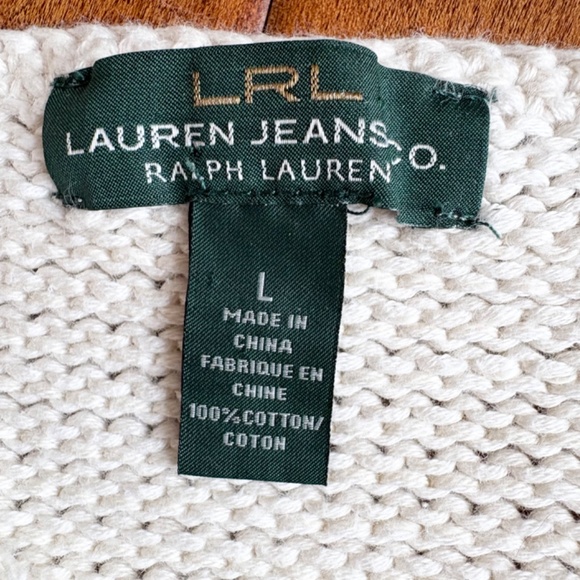 LRL
LAUREN JEANS CO.
RALPH LAUREN
L
MADE IN
CHINA
FABRIQUE EN
CHINE
100% COTTON/
COTON